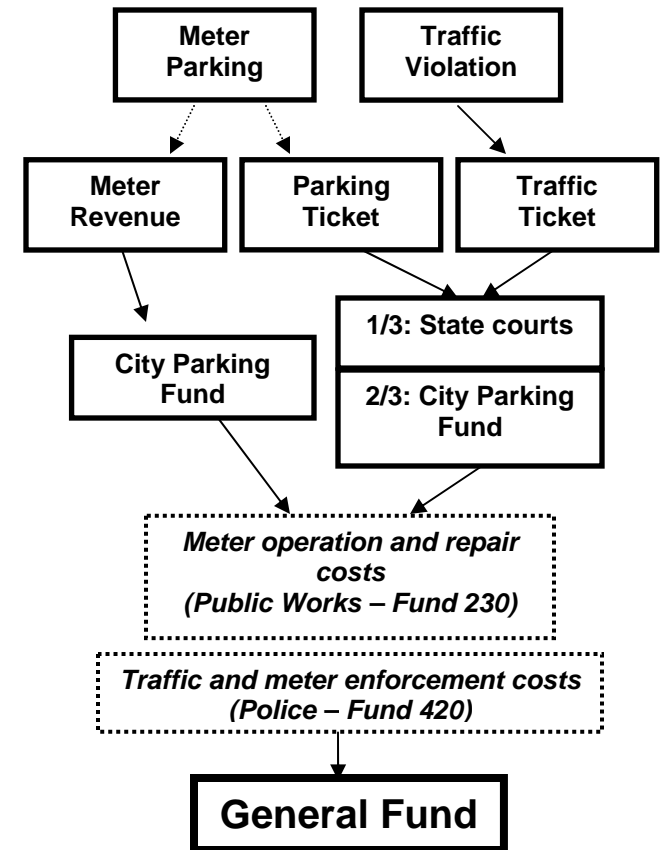 Meter
Parking
Traffic
Violation
Meter
Revenue
Parking
Ticket
Traffic
Ticket
City Parking
Fund
1/3: State courts
2/3: City Parking
Fund
Meter operation and repair
costs
(Public Works – Fund 230)
Traffic and meter enforcement costs
(Police – Fund 420)
General Fund